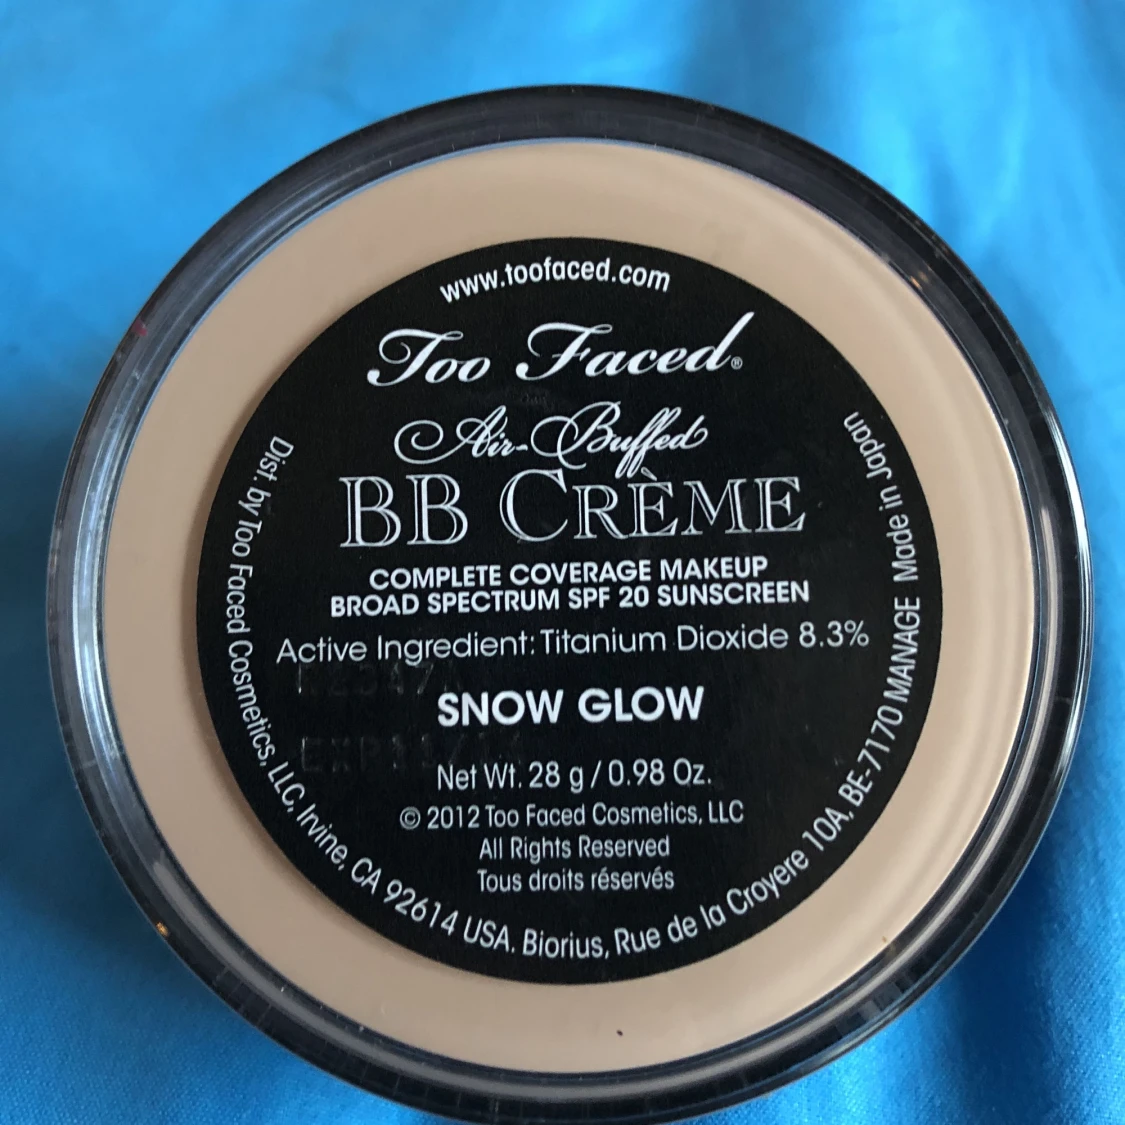 www.toofaced.com
Too Faced®
Air-Buffed
BB CRÈME
COMPLETE COVERAGE MAKEUP
BROAD SPECTRUM SPF 20 SUNSCREEN
Active Ingredient: Titanium Dioxide 8.3%
SNOW GLOW
Net Wt. 28 g / 0.98 Oz.
© 2012 Too Faced Cosmetics, LLC
All Rights Reserved
Tous droits réservés
Dist. by Too Faced Cosmetics, LLC, Irvine, CA 92614 USA. Biorius, Rue de la Croyere 10A, BE-7170 MANAGE Made in Japan